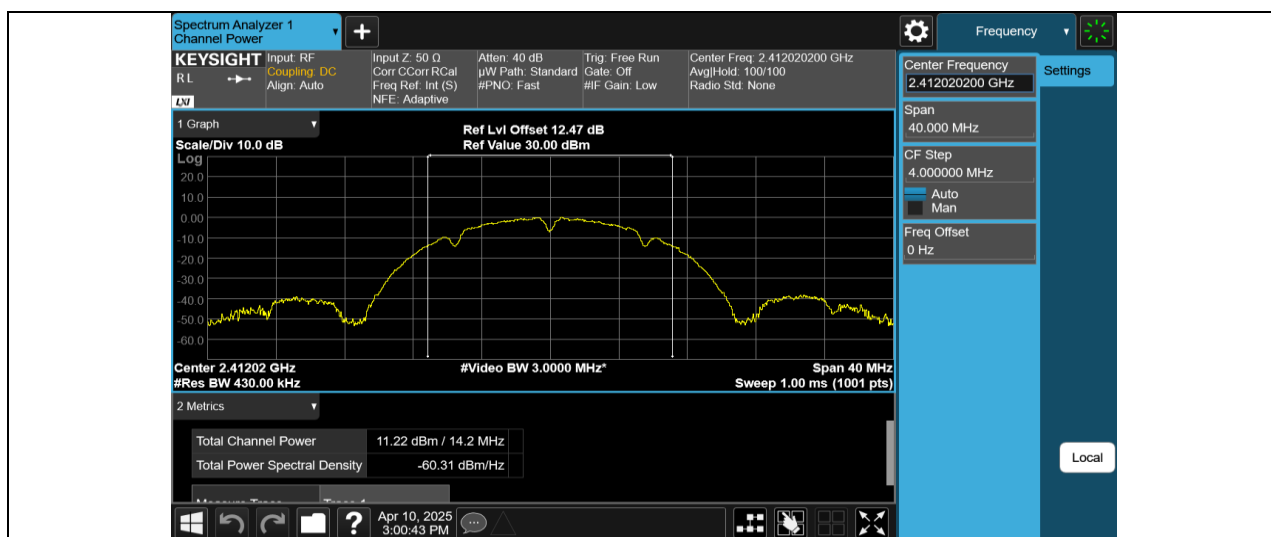 Spectrum Analyzer 1
Channel Power
Frequency
KEYSIGHT
R L
LXI
Input: RF
Coupling: DC
Align: Auto
Input Z: 50 Ω
Corr CCorr RCal
Freq Ref: Int (S)
NFE: Adaptive
Atten: 40 dB
µW Path: Standard
#PNO: Fast
Trig: Free Run
Gate: Off
#IF Gain: Low
Center Freq: 2.412020200 GHz
Avg|Hold: 100/100
Radio Std: None
Center Frequency
2.412020200 GHz
Settings
Span
40.000 MHz
CF Step
4.000000 MHz
Auto
Man
Freq Offset
0 Hz
Local
1 Graph
Scale/Div 10.0 dB
Ref Lvl Offset 12.47 dB
Ref Value 30.00 dBm
Log
20.0
10.0
0.00
-10.0
-20.0
-30.0
-40.0
-50.0
-60.0
Center 2.41202 GHz
#Video BW 3.0000 MHz*
Span 40 MHz
#Res BW 430.00 kHz
Sweep 1.00 ms (1001 pts)
2 Metrics
Total Channel Power 11.22 dBm / 14.2 MHz
Total Power Spectral Density -60.31 dBm/Hz
Apr 10, 2025
3:00:43 PM